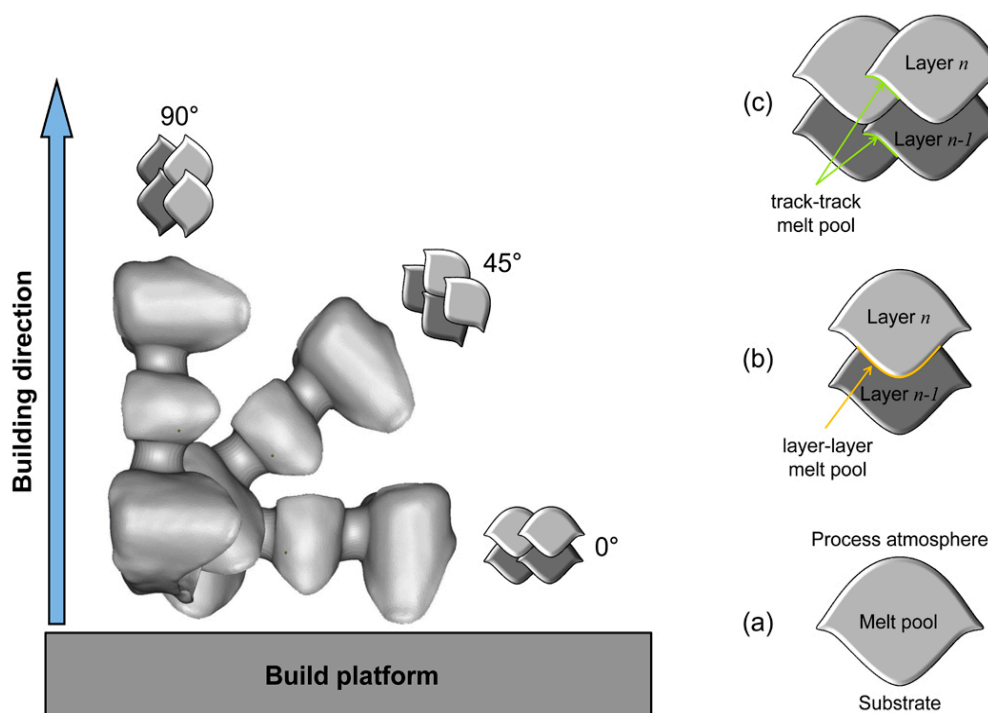 90°
45°
0°
Building direction
Build platform
(c)
Layer n
Layer n-1
track-track
melt pool
(b)
Layer n
Layer n-1
layer-layer
melt pool
Process atmosphere
(a)
Melt pool
Substrate